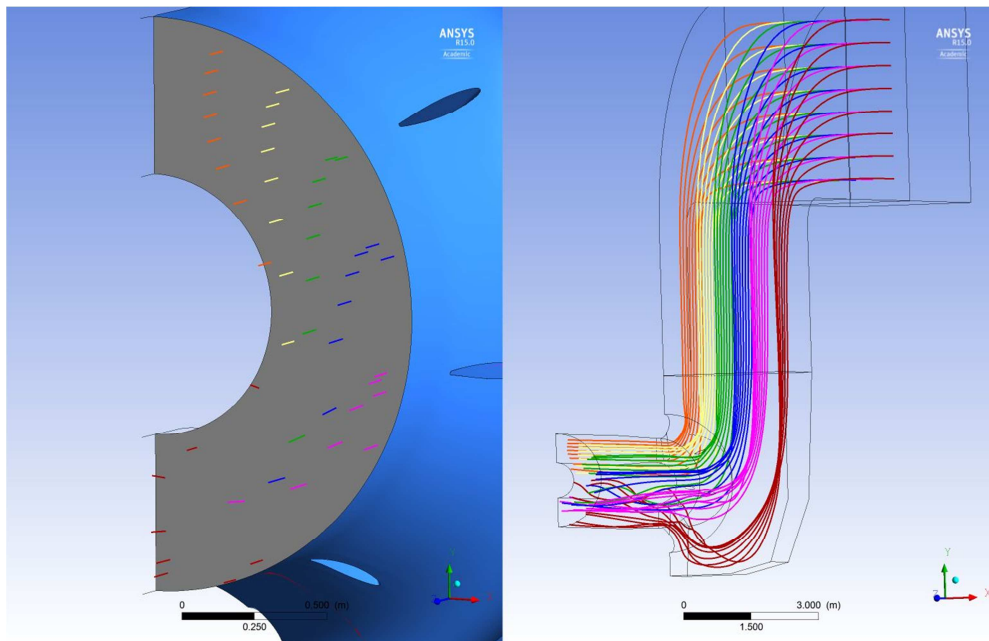 ANSYS
R15.0
Academic
Y
Z
X
0
0.500 (m)
0.250
ANSYS
R15.0
Academic
Y
Z
X
0
3.000 (m)
1.500